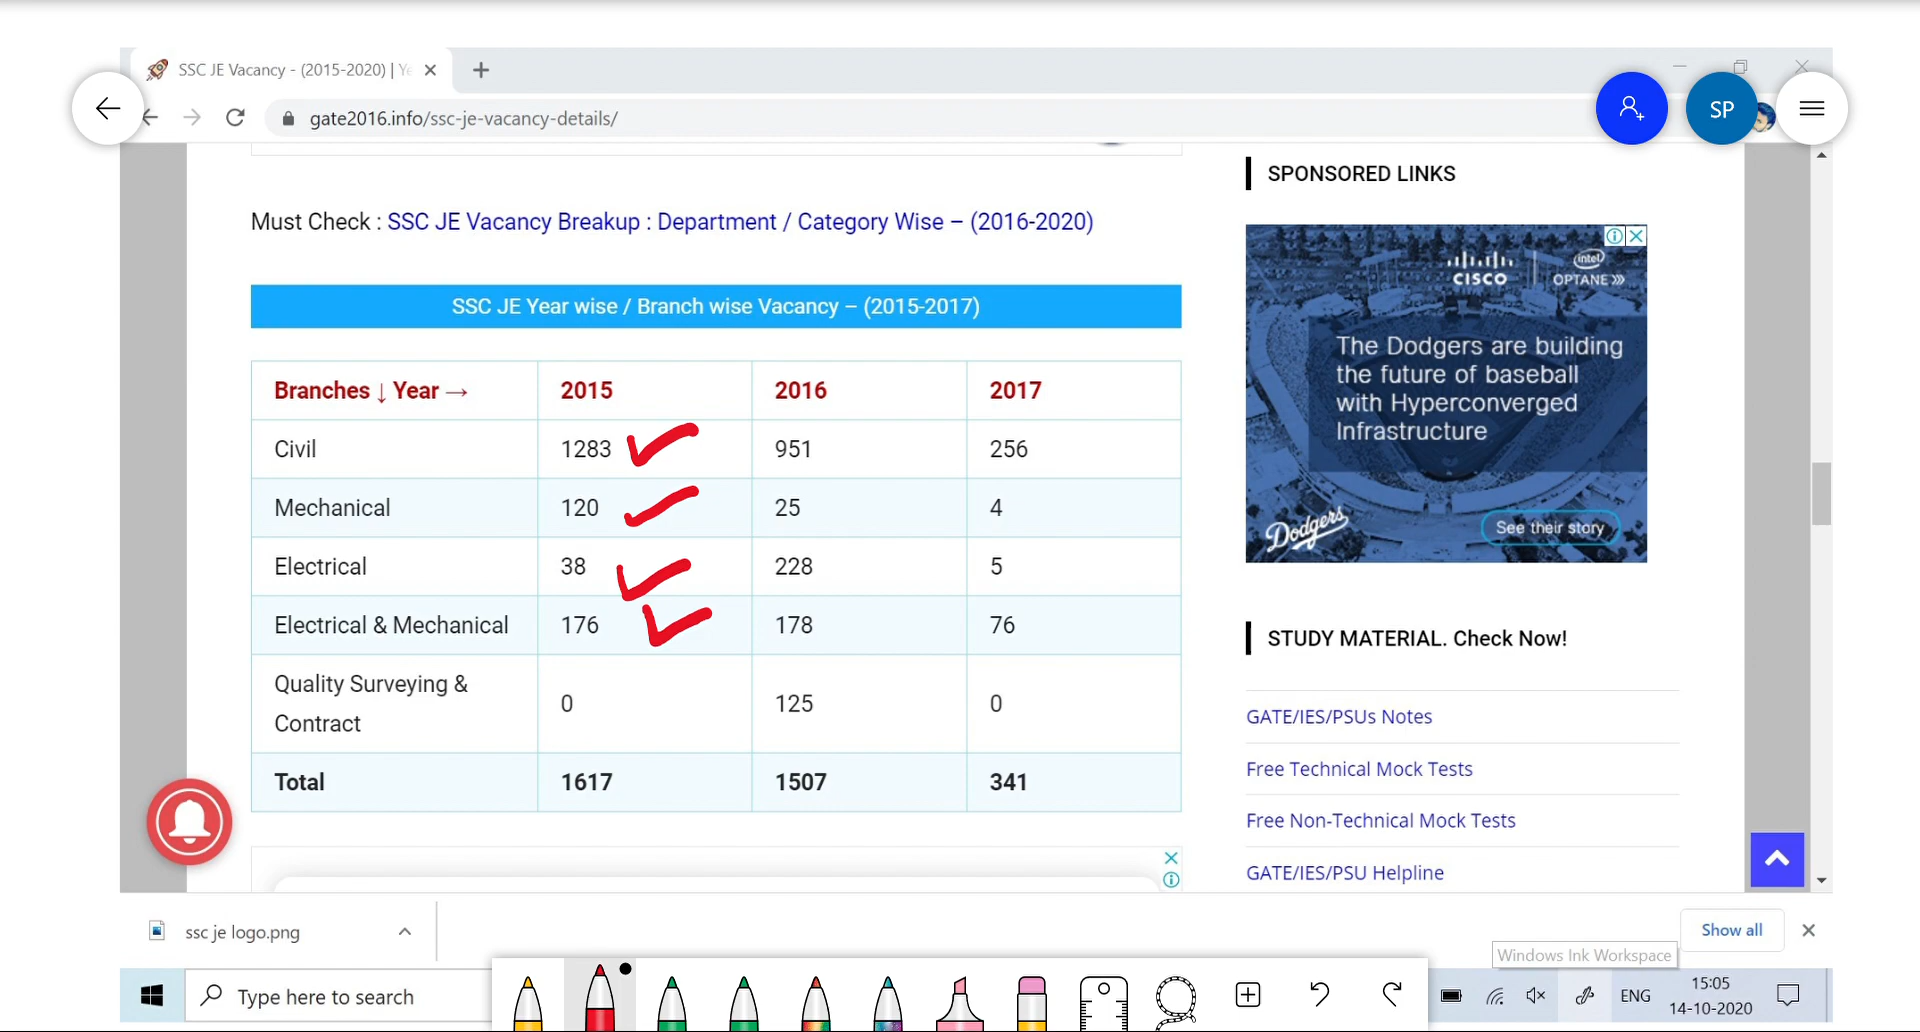 SSC JE Vacancy - (2015-2020) | Ye
gate2016.info/ssc-je-vacancy-details/
SP
Must Check : SSC JE Vacancy Breakup : Department / Category Wise – (2016-2020)
SSC JE Year wise / Branch wise Vacancy – (2015-2017)
Branches ↓ Year → 2015 2016 2017
Civil 1283 951 256
Mechanical 120 25 4
Electrical 38 228 5
Electrical & Mechanical 176 178 76
Quality Surveying &
Contract 0 125 0
Total 1617 1507 341
SPONSORED LINKS
CISCO
intel
OPTANE
The Dodgers are building
the future of baseball
with Hyperconverged
Infrastructure
Dodgers
See their story
STUDY MATERIAL. Check Now!
GATE/IES/PSUs Notes
Free Technical Mock Tests
Free Non-Technical Mock Tests
GATE/IES/PSU Helpline
ssc je logo.png
Show all
Windows Ink Workspace
Type here to search
ENG
15:05
14-10-2020